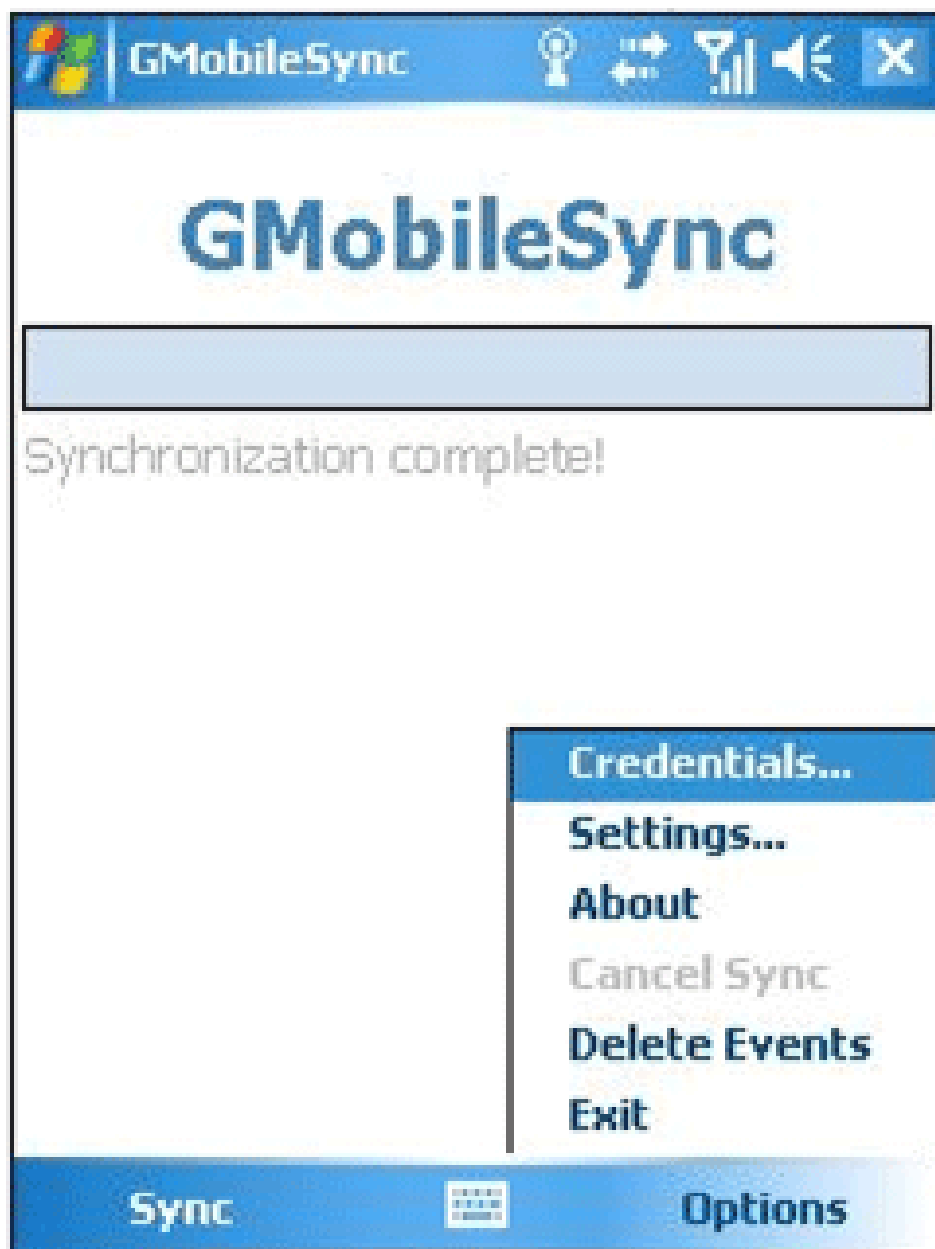 GMobileSync
GMobileSync
Synchronization complete!
Credentials...
Settings...
About
Cancel Sync
Delete Events
Exit
Sync
Options